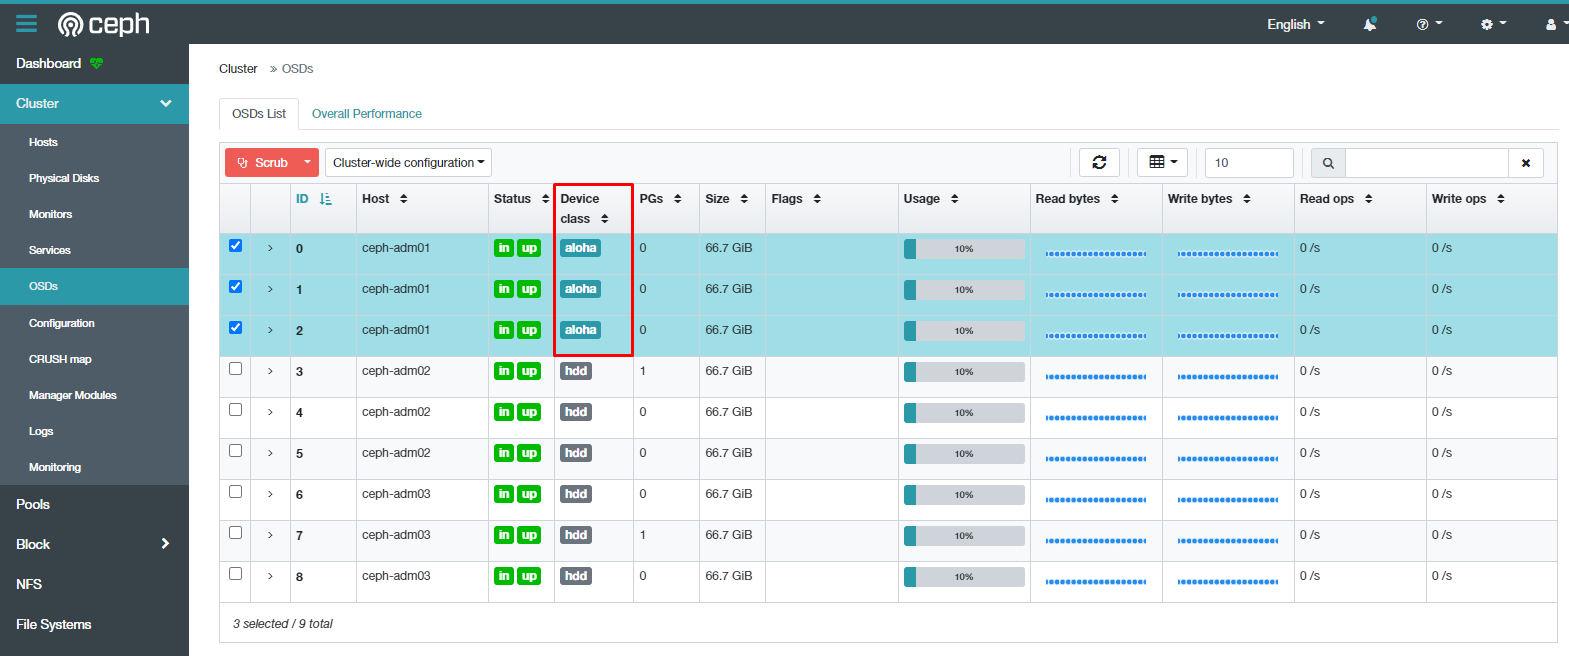 ceph
English
Dashboard
Cluster
Hosts
Physical Disks
Monitors
Services
OSDs
Configuration
CRUSH map
Manager Modules
Logs
Monitoring
Pools
Block
NFS
File Systems
Cluster » OSDs
OSDs List Overall Performance
Scrub Cluster-wide configuration 10
ID Host Status Device class PGs Size Flags Usage Read bytes Write bytes Read ops Write ops
0 ceph-adm01 in up aloha 0 66.7 GiB 10% 0 /s 0 /s
1 ceph-adm01 in up aloha 0 66.7 GiB 10% 0 /s 0 /s
2 ceph-adm01 in up aloha 0 66.7 GiB 10% 0 /s 0 /s
3 ceph-adm02 in up hdd 1 66.7 GiB 10% 0 /s 0 /s
4 ceph-adm02 in up hdd 0 66.7 GiB 10% 0 /s 0 /s
5 ceph-adm02 in up hdd 0 66.7 GiB 10% 0 /s 0 /s
6 ceph-adm03 in up hdd 0 66.7 GiB 10% 0 /s 0 /s
7 ceph-adm03 in up hdd 1 66.7 GiB 10% 0 /s 0 /s
8 ceph-adm03 in up hdd 0 66.7 GiB 10% 0 /s 0 /s
3 selected / 9 total